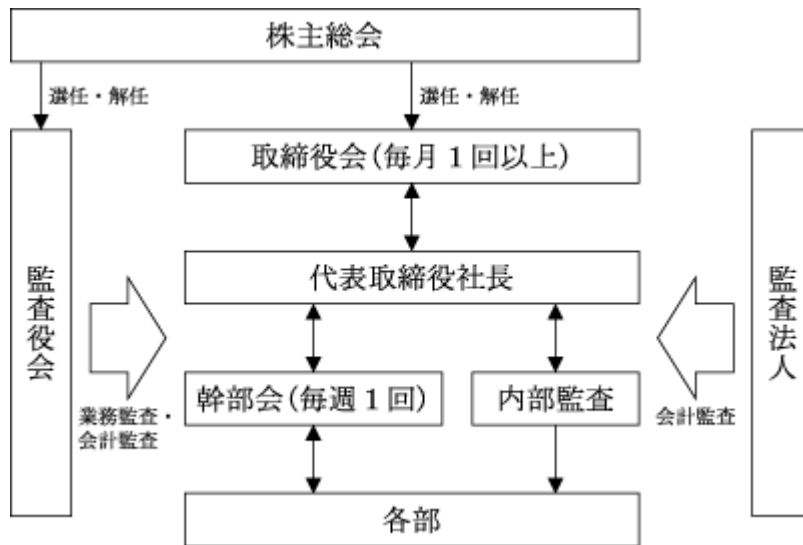 株主総会
選任・解任
選任・解任
取締役会(毎月1回以上)
代表取締役社長
監査役会
監査法人
業務監査・
会計監査
会計監査
幹部会(毎週1回)
内部監査
各部